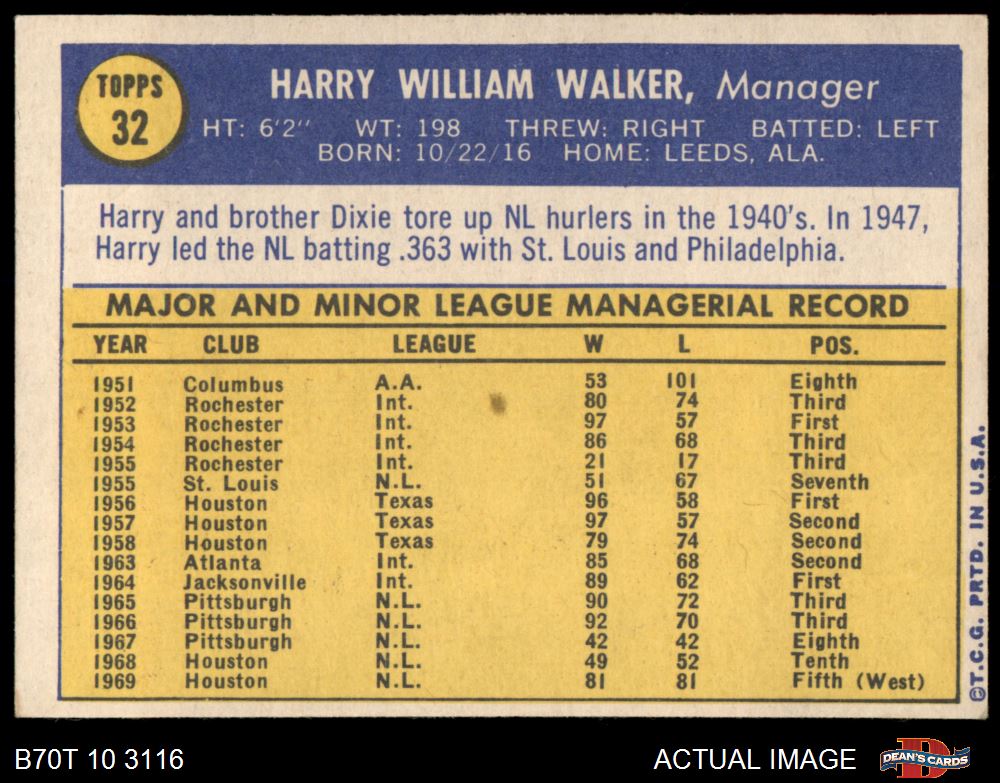 TOPPS
32
HARRY WILLIAM WALKER, Manager
HT: 6'2" WT: 198 THREW: RIGHT BATTED: LEFT
BORN: 10/22/16 HOME: LEEDS, ALA.
Harry and brother Dixie tore up NL hurlers in the 1940's. In 1947,
Harry led the NL batting .363 with St. Louis and Philadelphia.
MAJOR AND MINOR LEAGUE MANAGERIAL RECORD
YEAR CLUB LEAGUE W L POS.
1951 Columbus A.A. 53 101 Eighth
1952 Rochester Int. 80 74 Third
1953 Rochester Int. 97 57 First
1954 Rochester Int. 86 68 Third
1955 Rochester Int. 21 17 Third
1955 St. Louis N.L. 51 67 Seventh
1956 Houston Texas 96 58 First
1957 Houston Texas 97 57 Second
1958 Houston Texas 79 74 Second
1963 Atlanta Int. 85 68 Second
1964 Jacksonville Int. 89 62 First
1965 Pittsburgh N.L. 90 72 Third
1966 Pittsburgh N.L. 92 70 Third
1967 Pittsburgh N.L. 42 42 Eighth
1968 Houston N.L. 49 52 Tenth
1969 Houston N.L. 81 81 Fifth (West)
©T.C.G. PRTD. IN U.S.A.
B70T 10 3116 ACTUAL IMAGE
DEAN'S CARDS